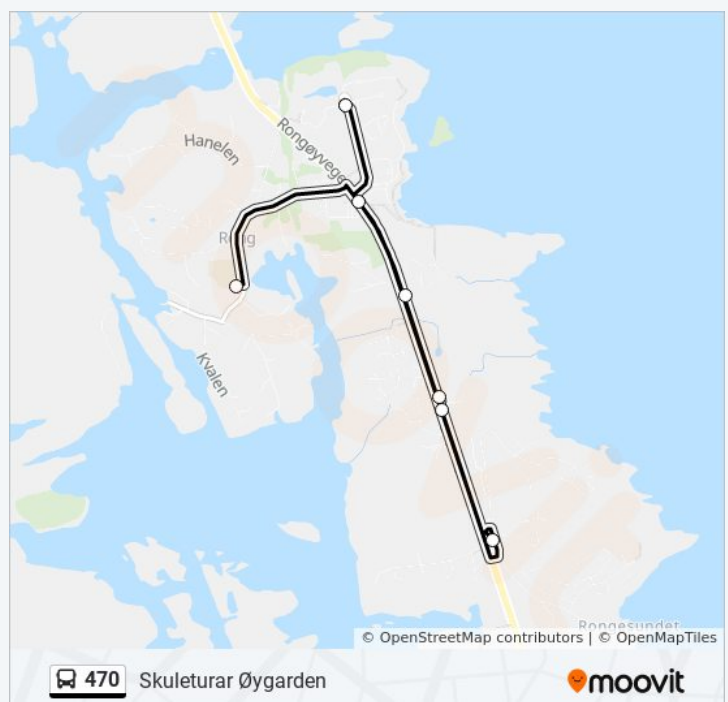 Hanelen
Rongøyvege
Rong
Kvalen
Rongesundet
© OpenStreetMap contributors | © OpenMapTiles
470 Skuleturar Øygarden
moovit